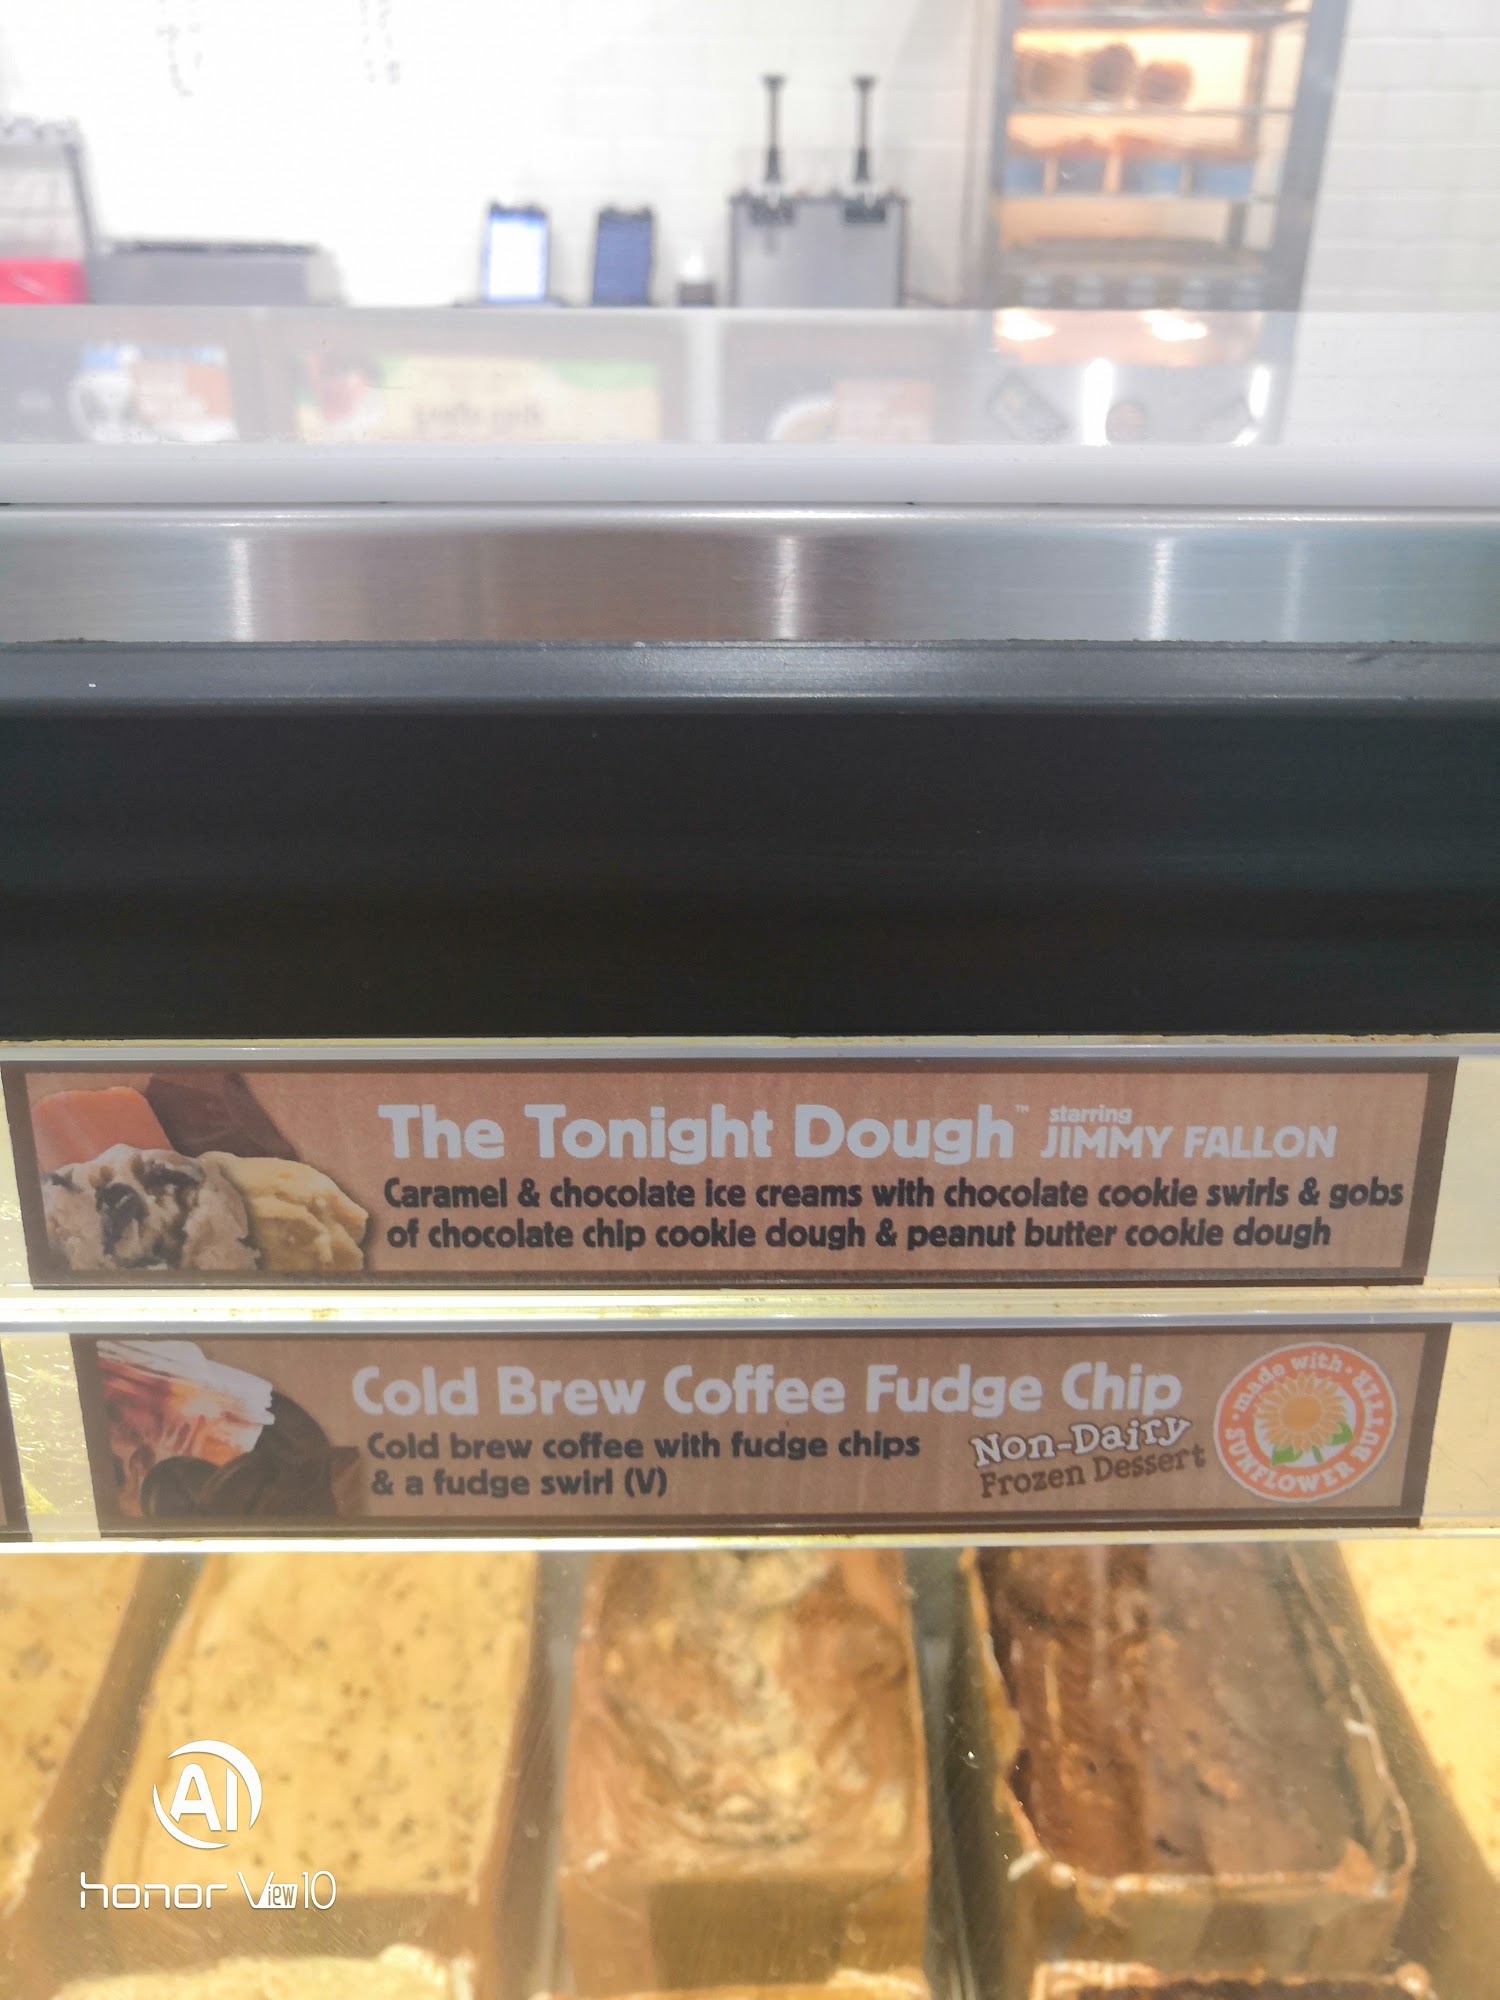 The Tonight Dough™ starring
JIMMY FALLON
Caramel & chocolate ice creams with chocolate cookie swirls & gobs
of chocolate chip cookie dough & peanut butter cookie dough
Cold Brew Coffee Fudge Chip
Cold brew coffee with fudge chips
& a fudge swirl (V)
Non-Dairy
Frozen Dessert
made with
SUNFLOWER BUTTER
AI
honor View10